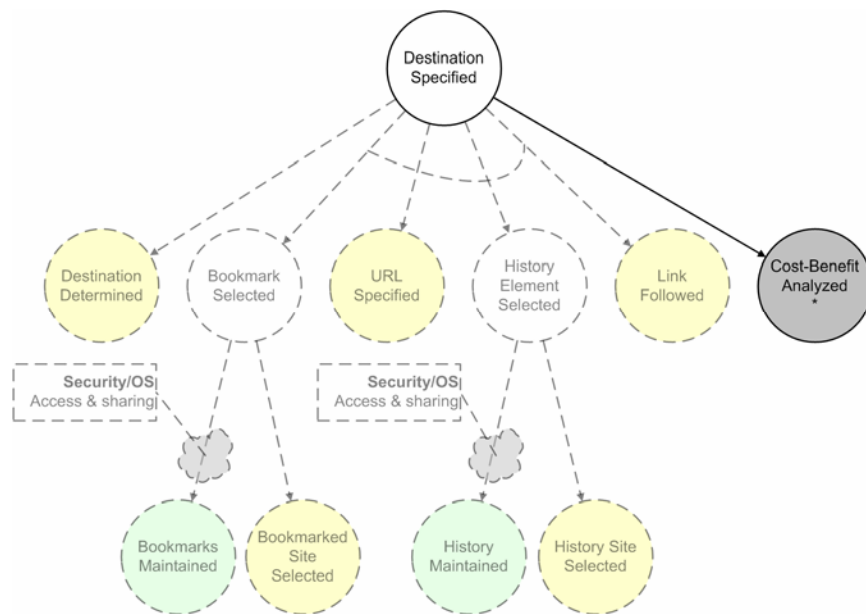 Destination
Specified
Destination
Determined
Bookmark
Selected
URL
Specified
History
Element
Selected
Link
Followed
Cost-Benefit
Analyzed
*
Security/OS
Access & sharing
Security/OS
Access & sharing
Bookmarks
Maintained
Bookmarked
Site
Selected
History
Maintained
History Site
Selected